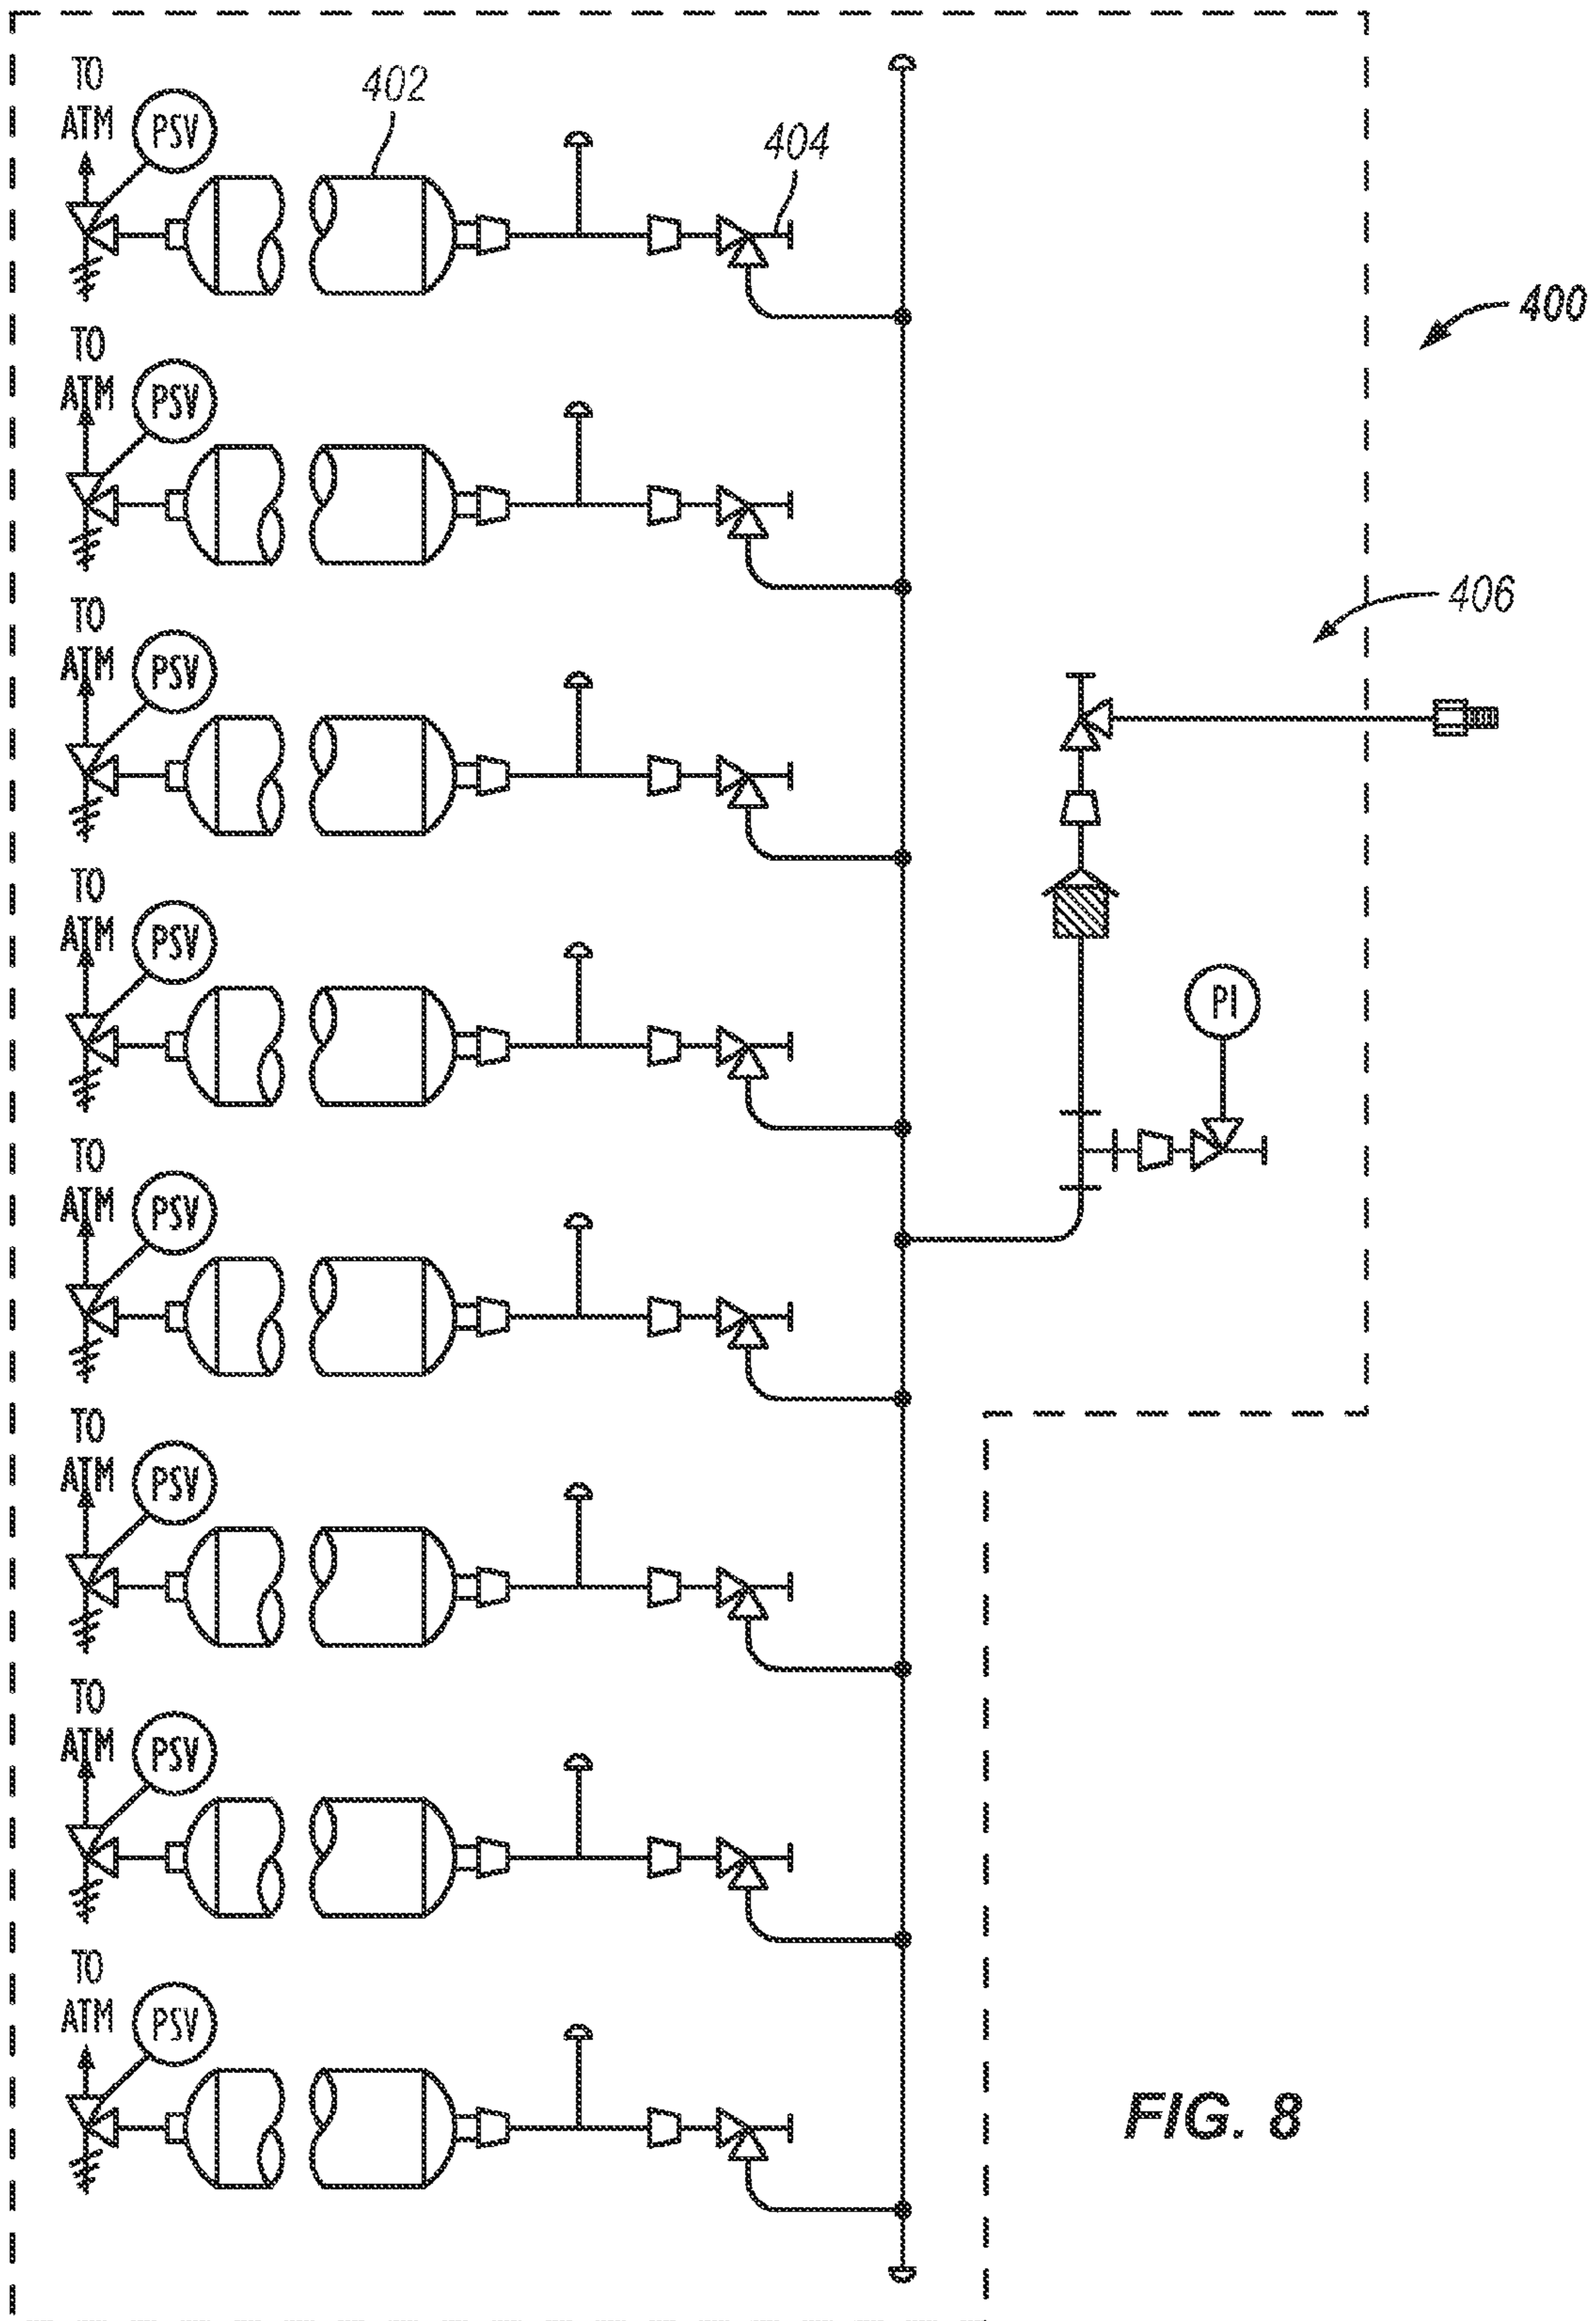 TO
ATM
PSV
402
404
400
TO
ATM
PSV
406
TO
ATM
PSV
TO
ATM
PSV
PI
TO
ATM
PSV
TO
ATM
PSV
TO
ATM
PSV
TO
ATM
PSV
FIG. 8